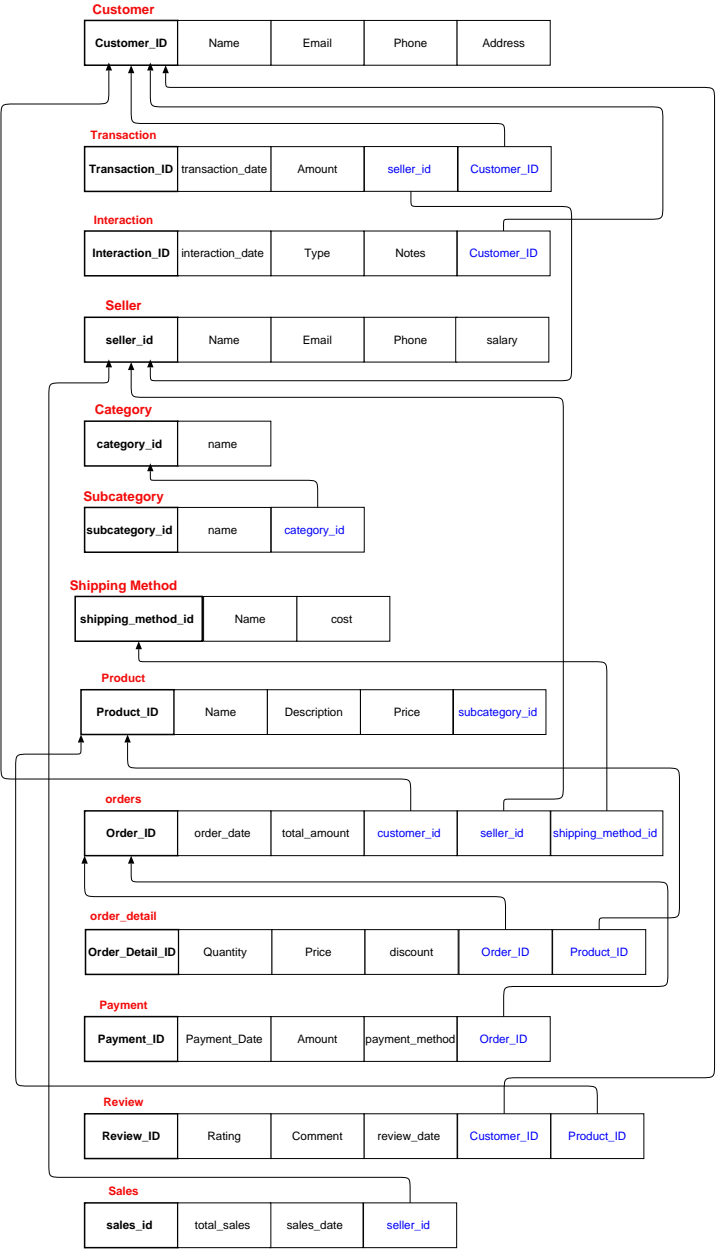 Customer
Customer_ID Name Email Phone Address
Transaction
Transaction_ID transaction_date Amount seller_id Customer_ID
Interaction
Interaction_ID interaction_date Type Notes Customer_ID
Seller
seller_id Name Email Phone salary
Category
category_id name
Subcategory
subcategory_id name category_id
Shipping Method
shipping_method_id Name cost
Product
Product_ID Name Description Price subcategory_id
orders
Order_ID order_date total_amount customer_id seller_id shipping_method_id
order_detail
Order_Detail_ID Quantity Price discount Order_ID Product_ID
Payment
Payment_ID Payment_Date Amount payment_method Order_ID
Review
Review_ID Rating Comment review_date Customer_ID Product_ID
Sales
sales_id total_sales sales_date seller_id